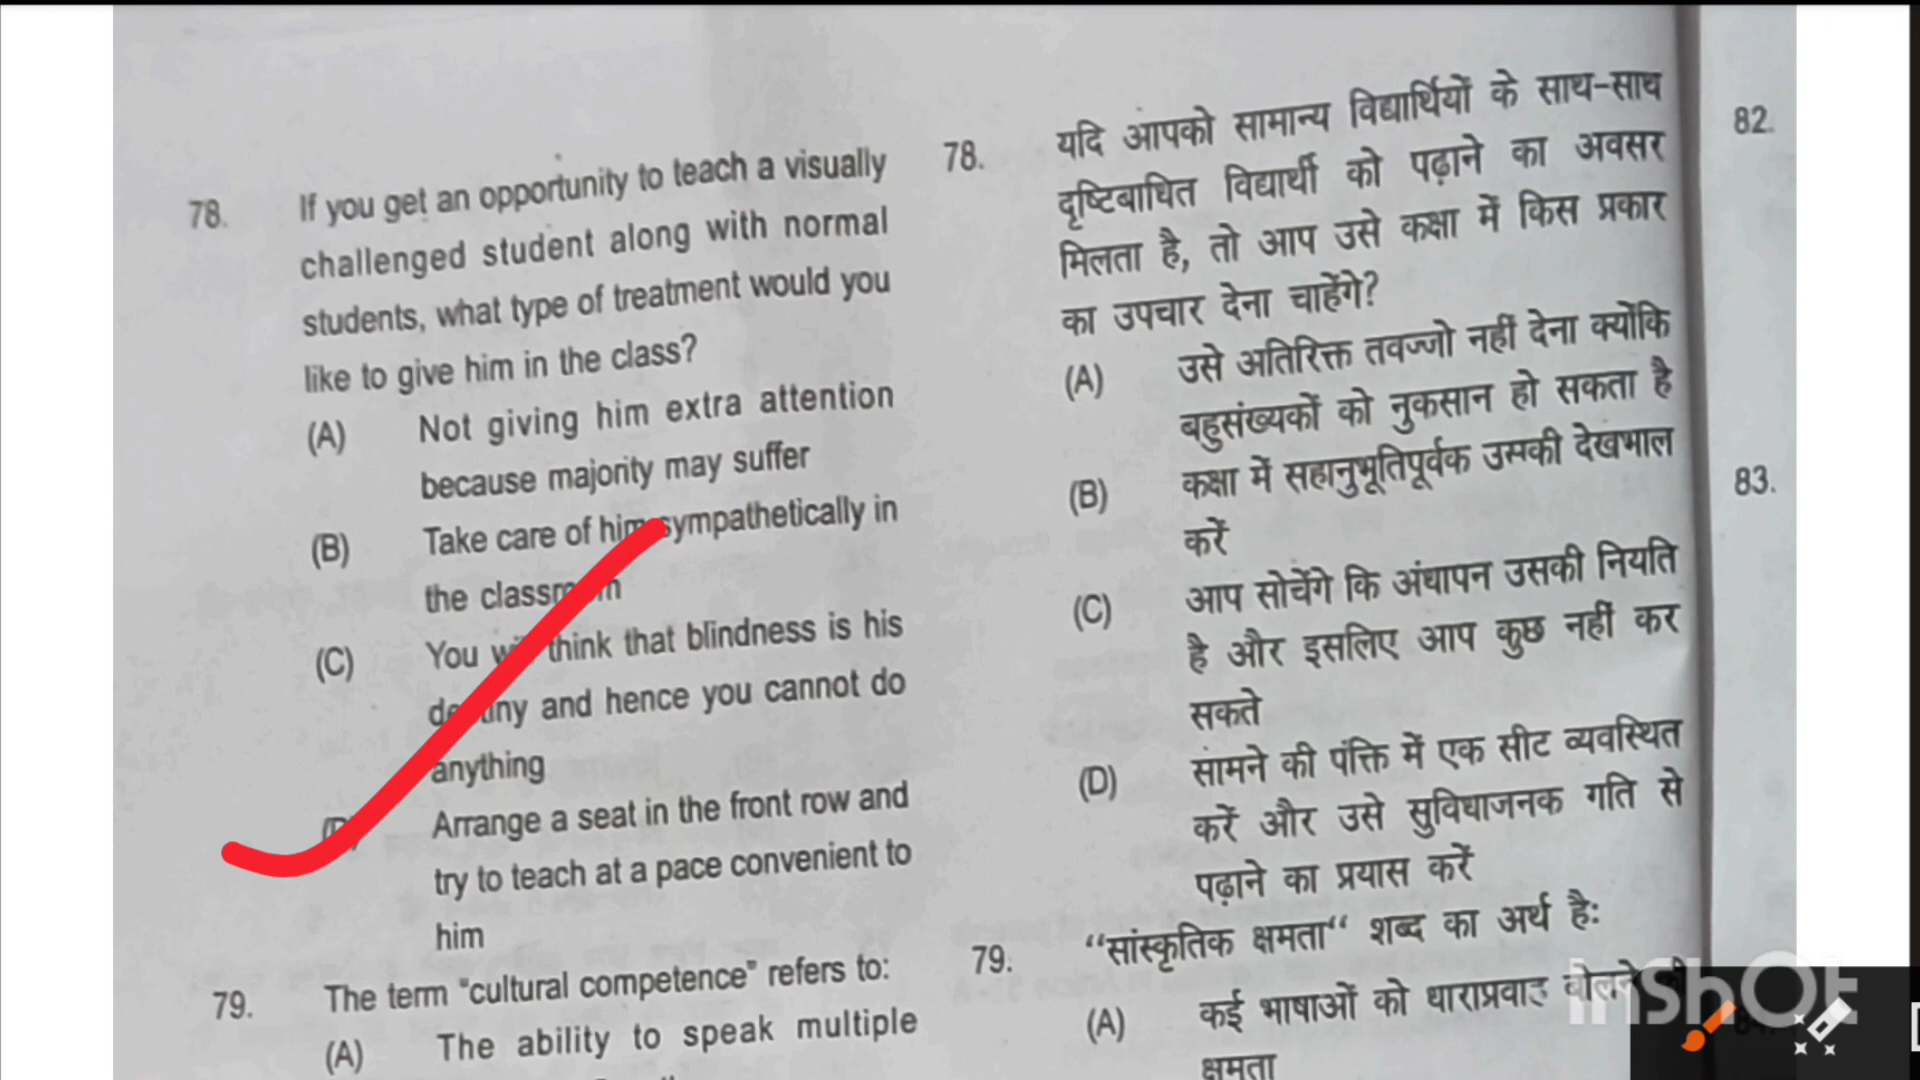 78. If you get an opportunity to teach a visually
challenged student along with normal
students, what type of treatment would you
like to give him in the class?
(A) Not giving him extra attention
because majority may suffer
(B) Take care of him sympathetically in
the
(C) You think that blindness is his
and hence you cannot do
anything
Arrange a seat in the front row and
try to teach at a pace convenient to
him
79. The term "cultural competence" refers to:
(A) The ability to speak multiple
78. यदि आपको सामान्य विद्यार्थियों के साथ-साथ
दृष्टिबाधित विद्यार्थी को पढ़ाने का अवसर
मिलता है, तो आप उसे कक्षा में किस प्रकार
का उपचार देना चाहेंगे?
(A) उसे अतिरिक्त तवज्जो नहीं देना क्योंकि
बहुसंख्यकों को नुकसान हो सकता है
(B) कक्षा में सहानुभूतिपूर्वक उसकी देखभाल
करें
(C) आप सोचेंगे कि अंधापन उसकी नियति
है और इसलिए आप कुछ नहीं कर
सकते
(D) सामने की पंक्ति में एक सीट व्यवस्थित
करें और उसे सुविधाजनक गति से
पढ़ाने का प्रयास करें
79. “सांस्कृतिक क्षमता“ शब्द का अर्थ है:
(A) कई भाषाओं को धाराप्रवाह
क्षमता
82.
83.
InShOt